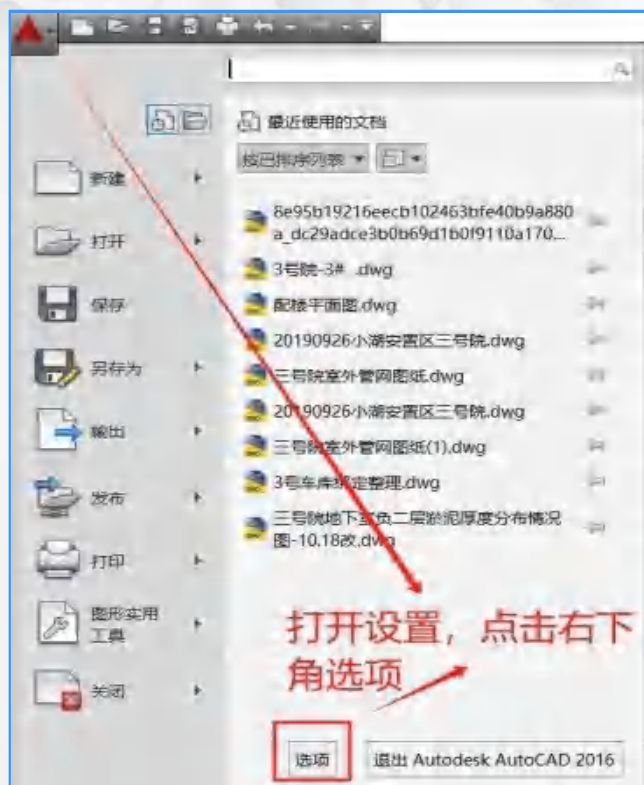 最近使用的文档
按已排序列表
新建
打开
保存
另存为
输出
发布
打印
图形实用
工具
关闭
8e95b19216eecb102463bfe40b9a880
a_dc29adce3b0b69d1b0f9110a170...
3号院-3# .dwg
配楼平面图.dwg
20190926小湖安置区三号院.dwg
三号院室外管网图纸.dwg
20190926小湖安置区三号院.dwg
三号院室外管网图纸(1).dwg
3号车库绑定整理.dwg
三号院地下室负二层淤泥厚度分布情况
图-10.18改.dwg
打开设置，点击右下
角选项
选项
退出 Autodesk AutoCAD 2016